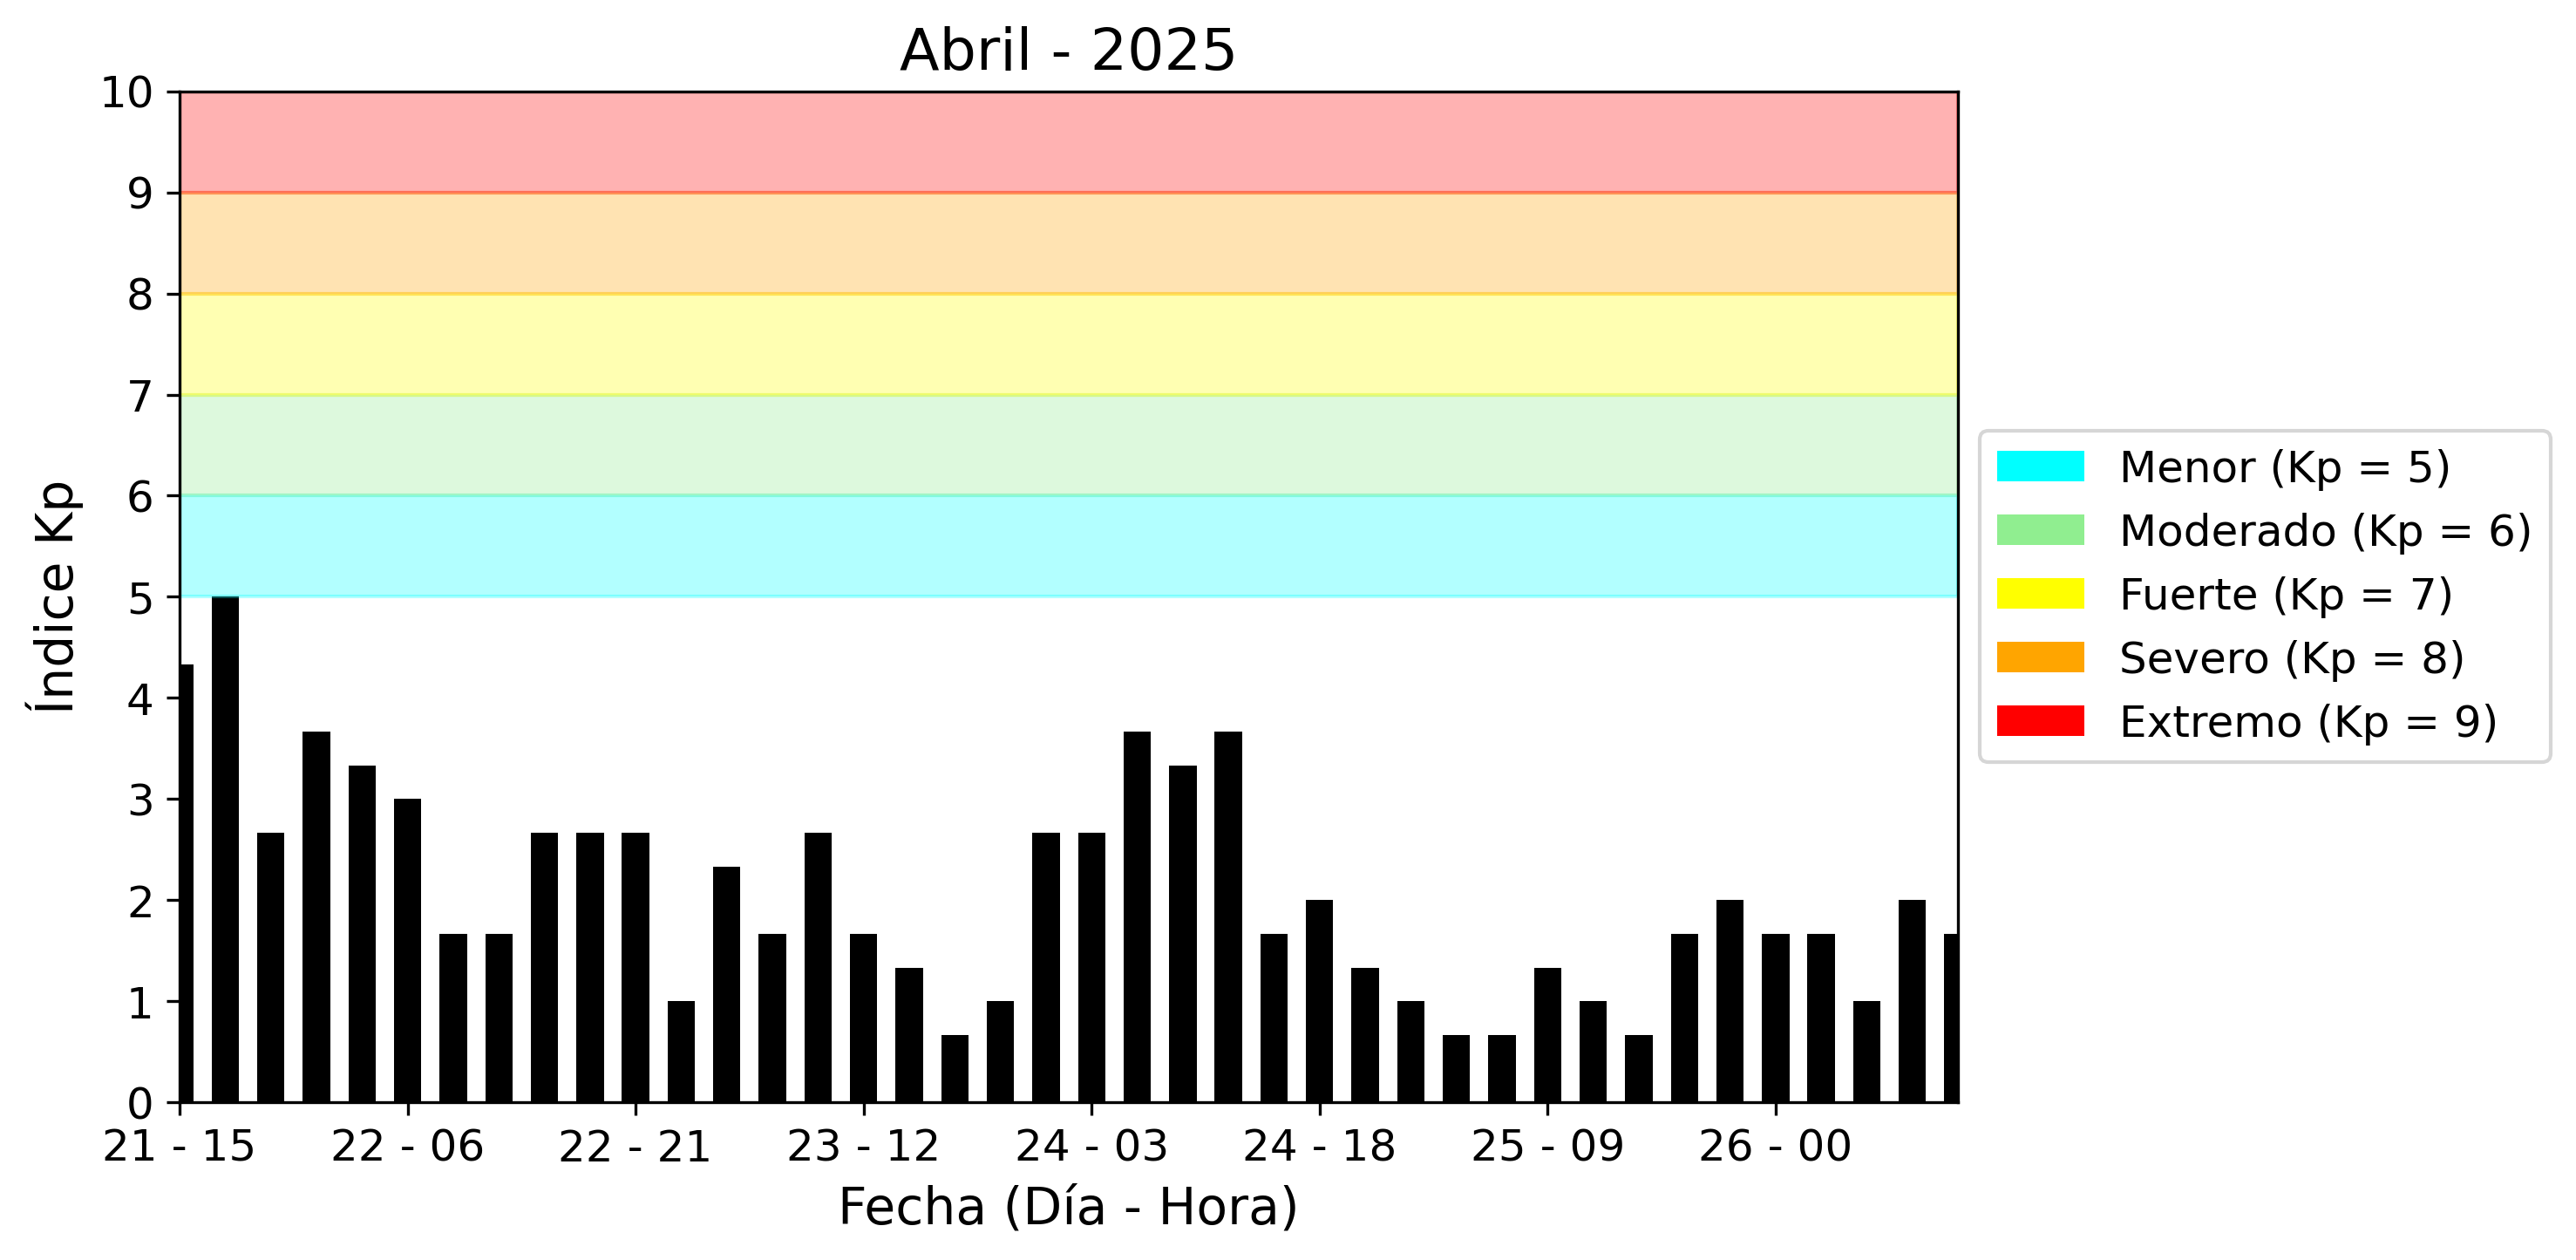 Abril - 2025
10
9
8
7
6
5
4
3
2
1
0
Índice Kp
21 - 15
22 - 06
22 - 21
23 - 12
24 - 03
24 - 18
25 - 09
26 - 00
Fecha (Día - Hora)
Menor (Kp = 5)
Moderado (Kp = 6)
Fuerte (Kp = 7)
Severo (Kp = 8)
Extremo (Kp = 9)